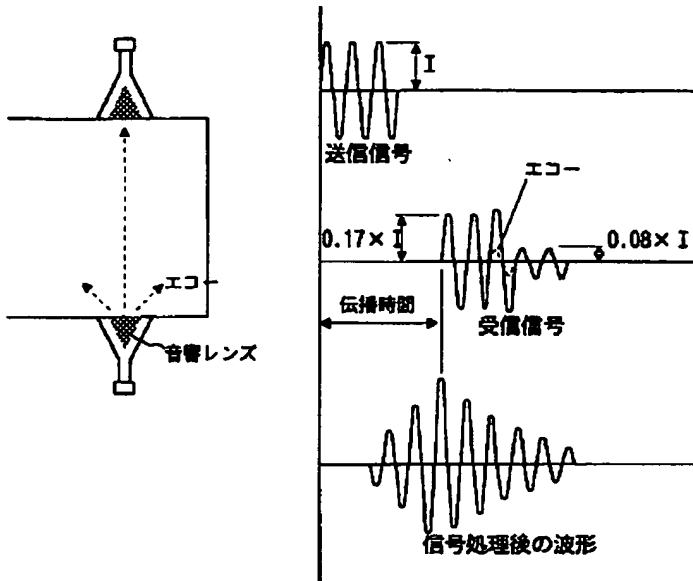 エコー
音響レンズ
I
送信信号
エコー
0.17× I
0.08× I
伝播時間
受信信号
信号処理後の波形